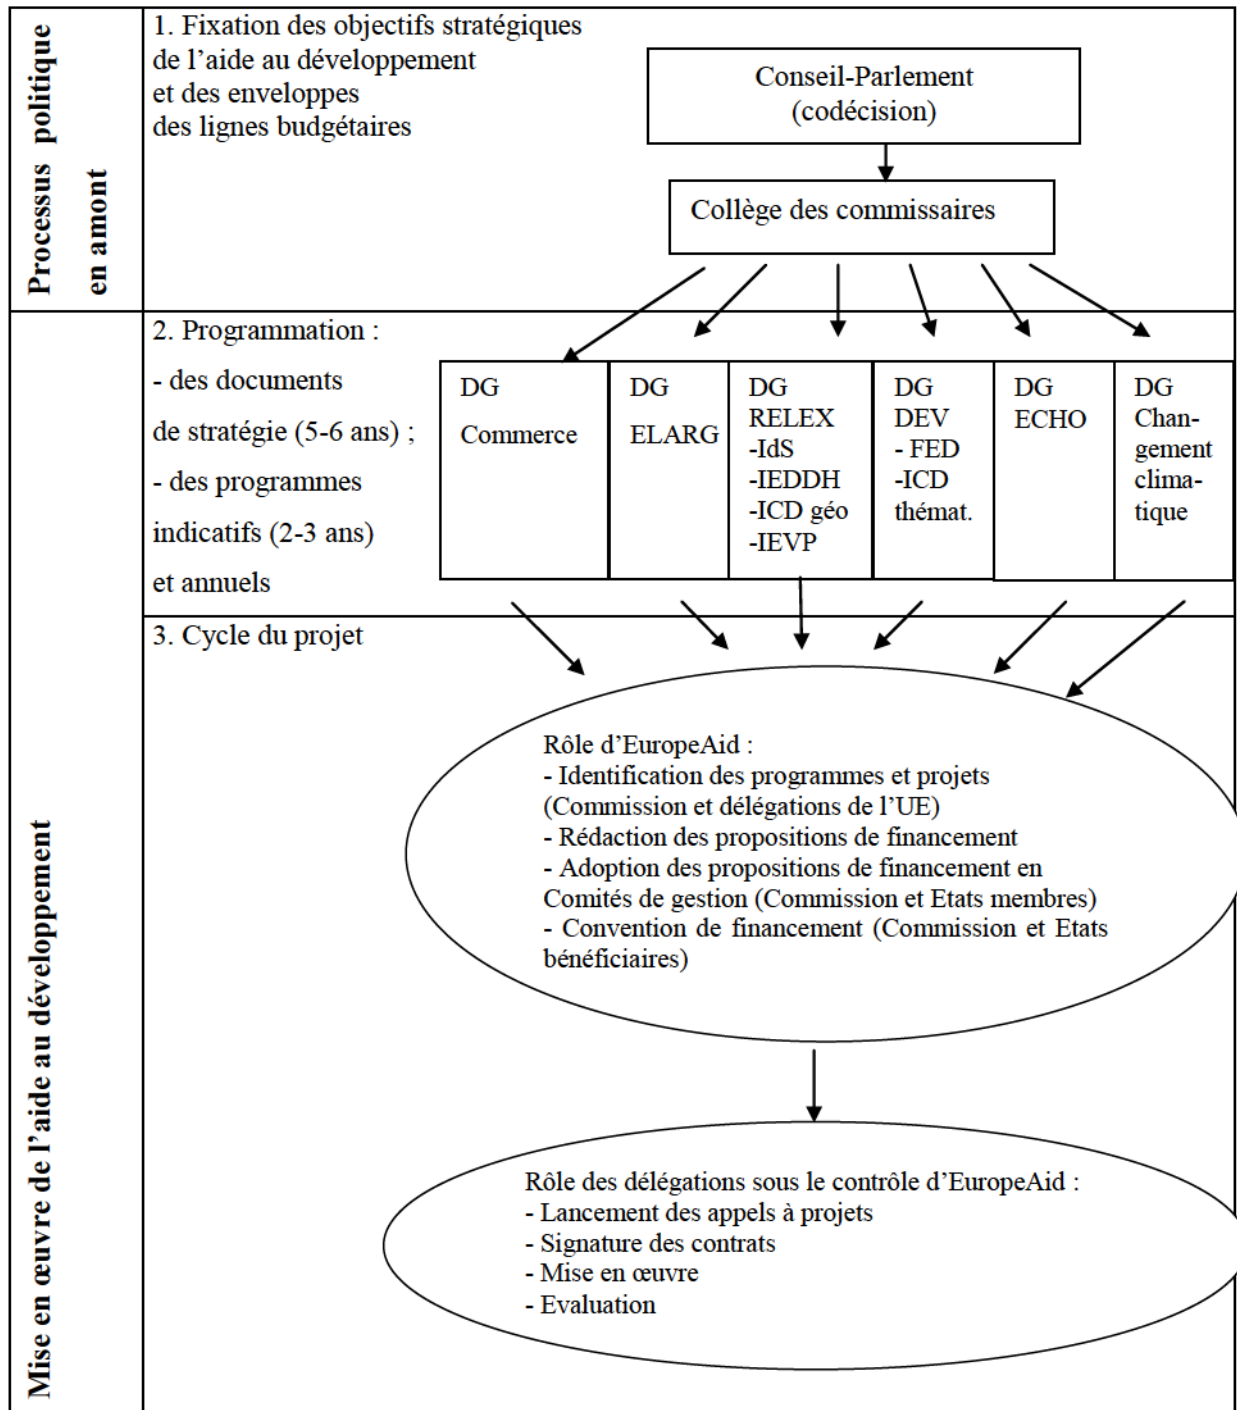 Processus politique
en amont
1. Fixation des objectifs stratégiques
de l’aide au développement
et des enveloppes
des lignes budgétaires
Conseil-Parlement
(codécision)
Collège des commissaires
Mise en œuvre de l’aide au développement
2. Programmation :
- des documents
de stratégie (5-6 ans) ;
- des programmes
indicatifs (2-3 ans)
et annuels
DG
Commerce
DG
ELARG
DG
RELEX
-IdS
-IEDDH
-ICD géo
-IEVP
DG
DEV
- FED
-ICD
thémat.
DG
ECHO
DG
Chan-
gement
clima-
tique
3. Cycle du projet
Rôle d’EuropeAid :
- Identification des programmes et projets
(Commission et délégations de l’UE)
- Rédaction des propositions de financement
- Adoption des propositions de financement en
Comités de gestion (Commission et Etats membres)
- Convention de financement (Commission et Etats
bénéficiaires)
Rôle des délégations sous le contrôle d’EuropeAid :
- Lancement des appels à projets
- Signature des contrats
- Mise en œuvre
- Evaluation